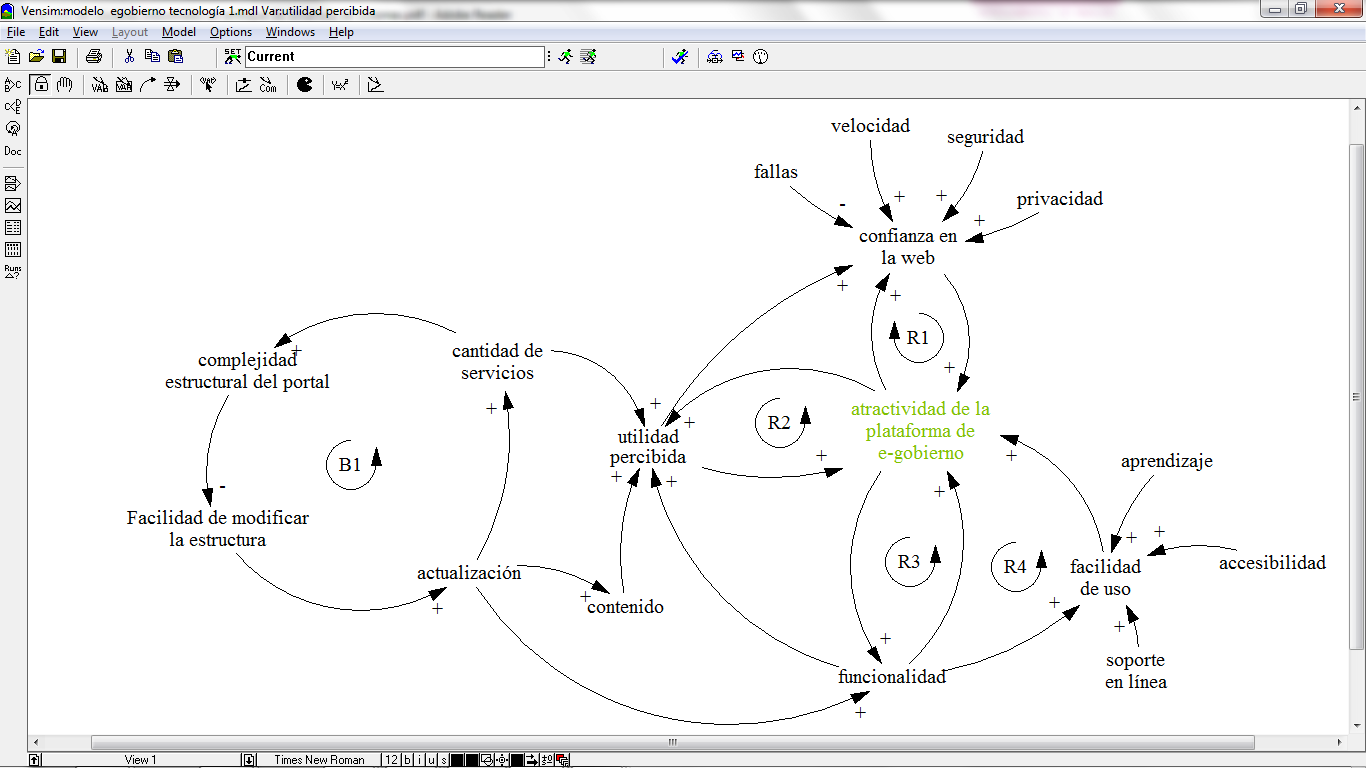 Vensim:modelo egobierno tecnología 1.mdl Var:utilidad percibida
File Edit View Layout Model Options Windows Help
SET Current
Doc
Runs
velocidad
seguridad
fallas
privacidad
+ +
-
+
confianza en
la web
+
+
R1
cantidad de
servicios
+
complejidad
estructural del portal
+
atractividad de la
plataforma de
e-gobierno
+
+
R2
+
utilidad
percibida
+
B1
+
aprendizaje
+ +
-
+
Facilidad de modificar
la estructura
+ +
accesibilidad
R3
R4
facilidad
de uso
actualización
+
+
+
contenido
+
+
soporte
en línea
funcionalidad
+
View 1 Times New Roman 12 b i u s